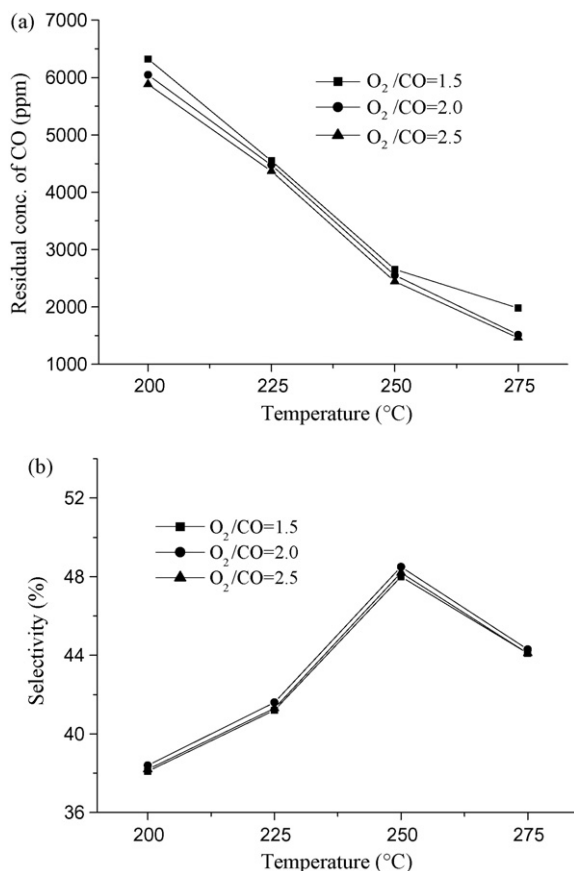 (a)
7000
6000
5000
4000
3000
2000
1000
Residual conc. of CO (ppm)
O₂ /CO=1.5
O₂ /CO=2.0
O₂ /CO=2.5
200 225 250 275
Temperature (°C)
(b)
52
48
44
40
36
Selectivity (%)
O₂/CO=1.5
O₂/CO=2.0
O₂/CO=2.5
200 225 250 275
Temperature (°C)